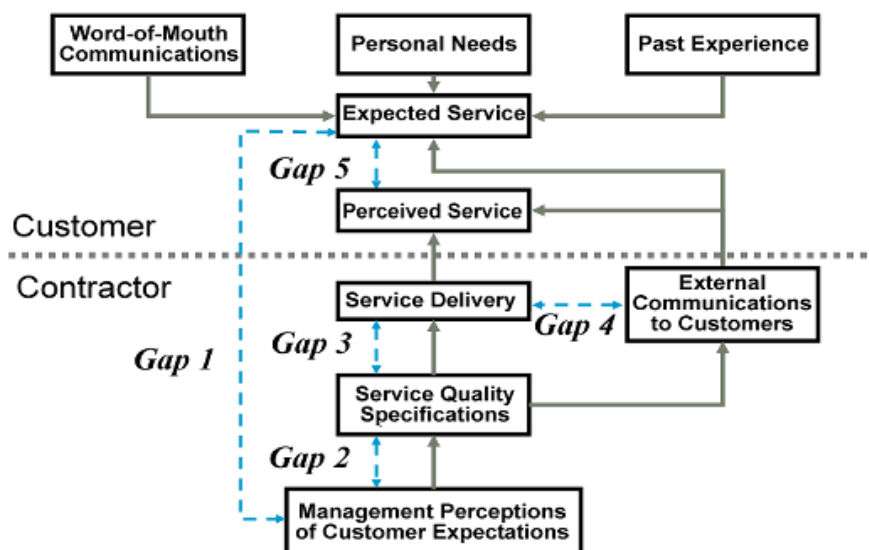 Word-of-Mouth
Communications
Personal Needs
Past Experience
Expected Service
Gap 5
Perceived Service
Customer
Contractor
Service Delivery
External
Communications
to Customers
Gap 4
Gap 3
Gap 1
Service Quality
Specifications
Gap 2
Management Perceptions
of Customer Expectations